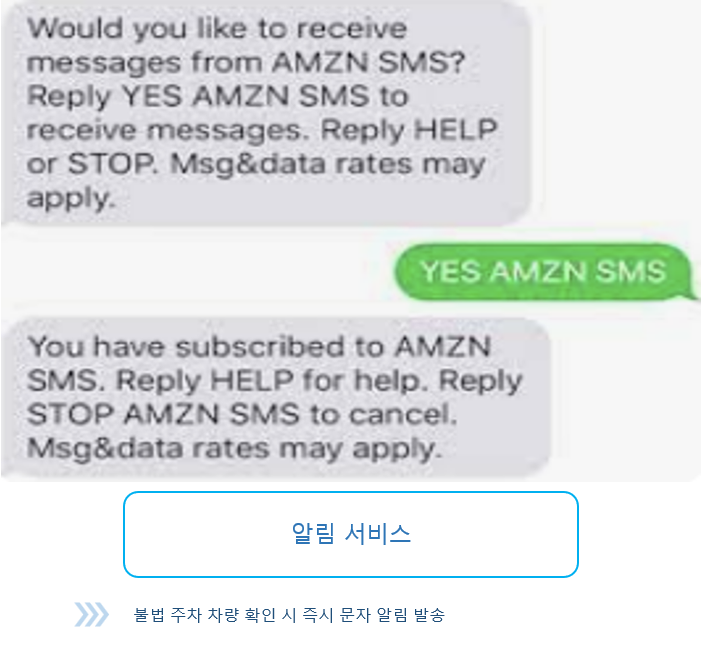 Would you like to receive
messages from AMZN SMS?
Reply YES AMZN SMS to
receive messages. Reply HELP
or STOP. Msg&data rates may
apply.
YES AMZN SMS
You have subscribed to AMZN
SMS. Reply HELP for help. Reply
STOP AMZN SMS to cancel.
Msg&data rates may apply.
알림 서비스
불법 주차 차량 확인 시 즉시 문자 알림 발송